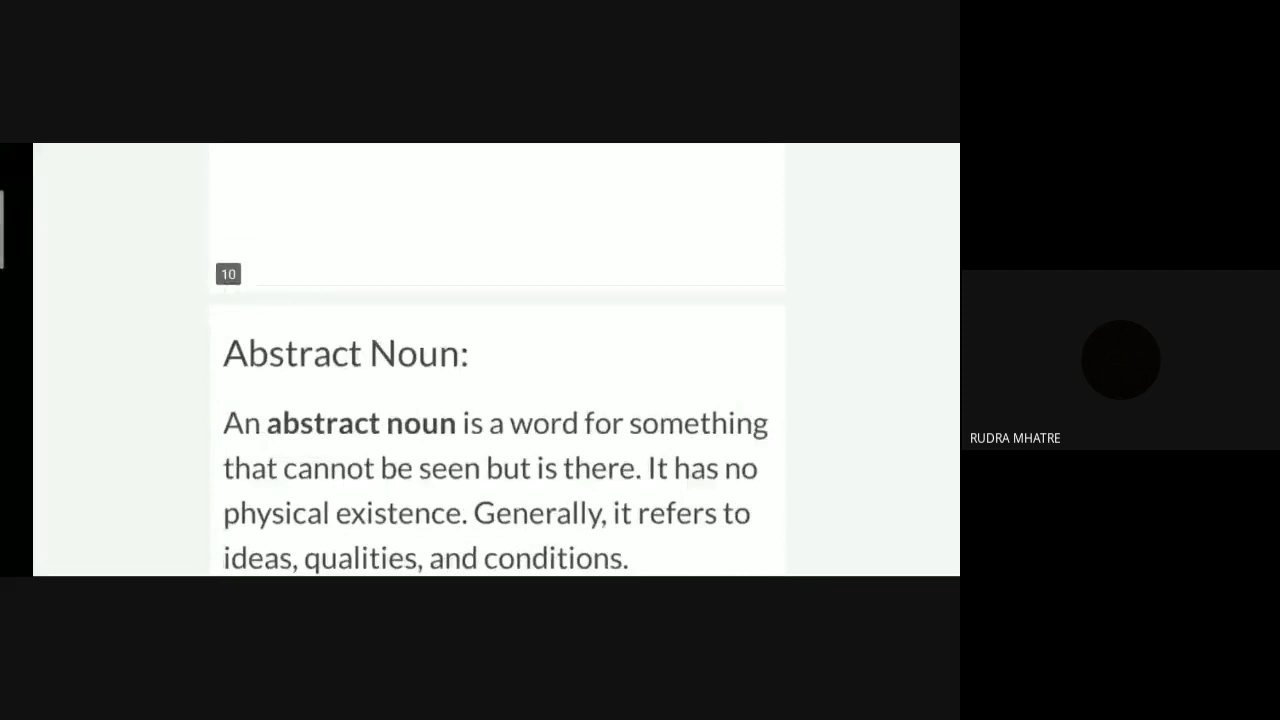 10
Abstract Noun:
An abstract noun is a word for something
that cannot be seen but is there. It has no
physical existence. Generally, it refers to
ideas, qualities, and conditions.
RUDRA MHATRE